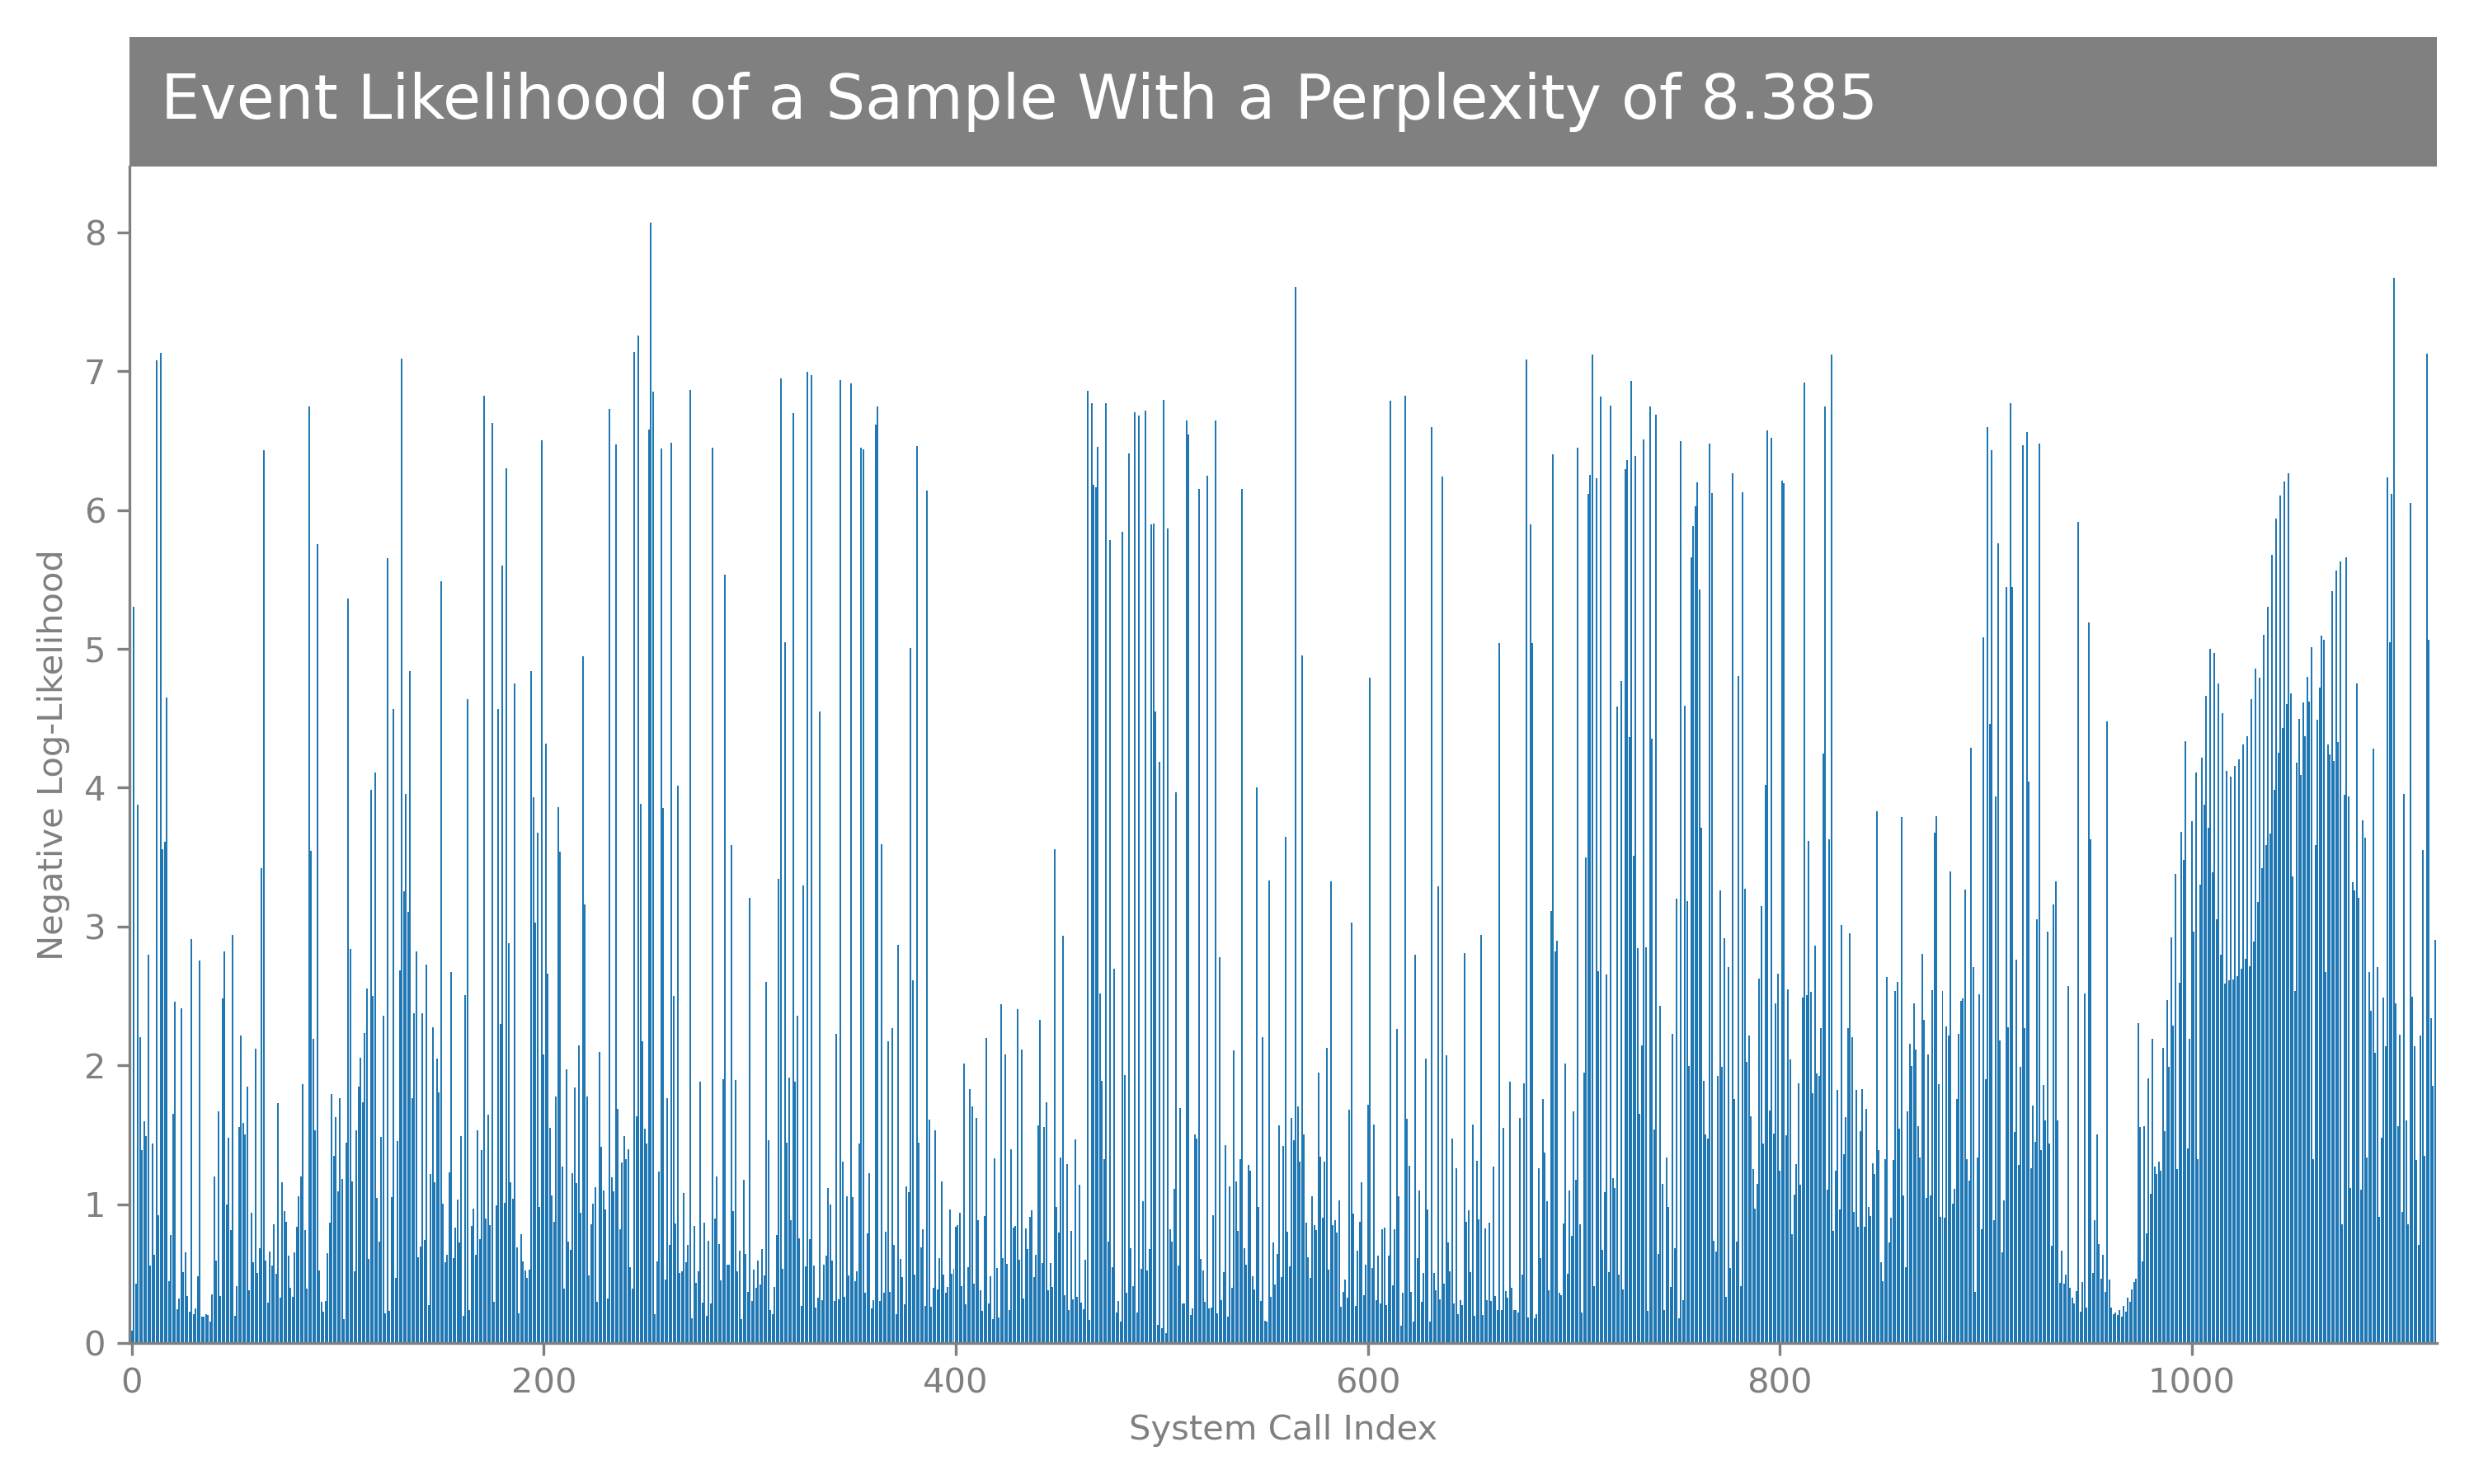 Event Likelihood of a Sample With a Perplexity of 8.385
8
7
6
5
4
3
2
1
0
Negative Log-Likelihood
0 200 400 600 800 1000
System Call Index